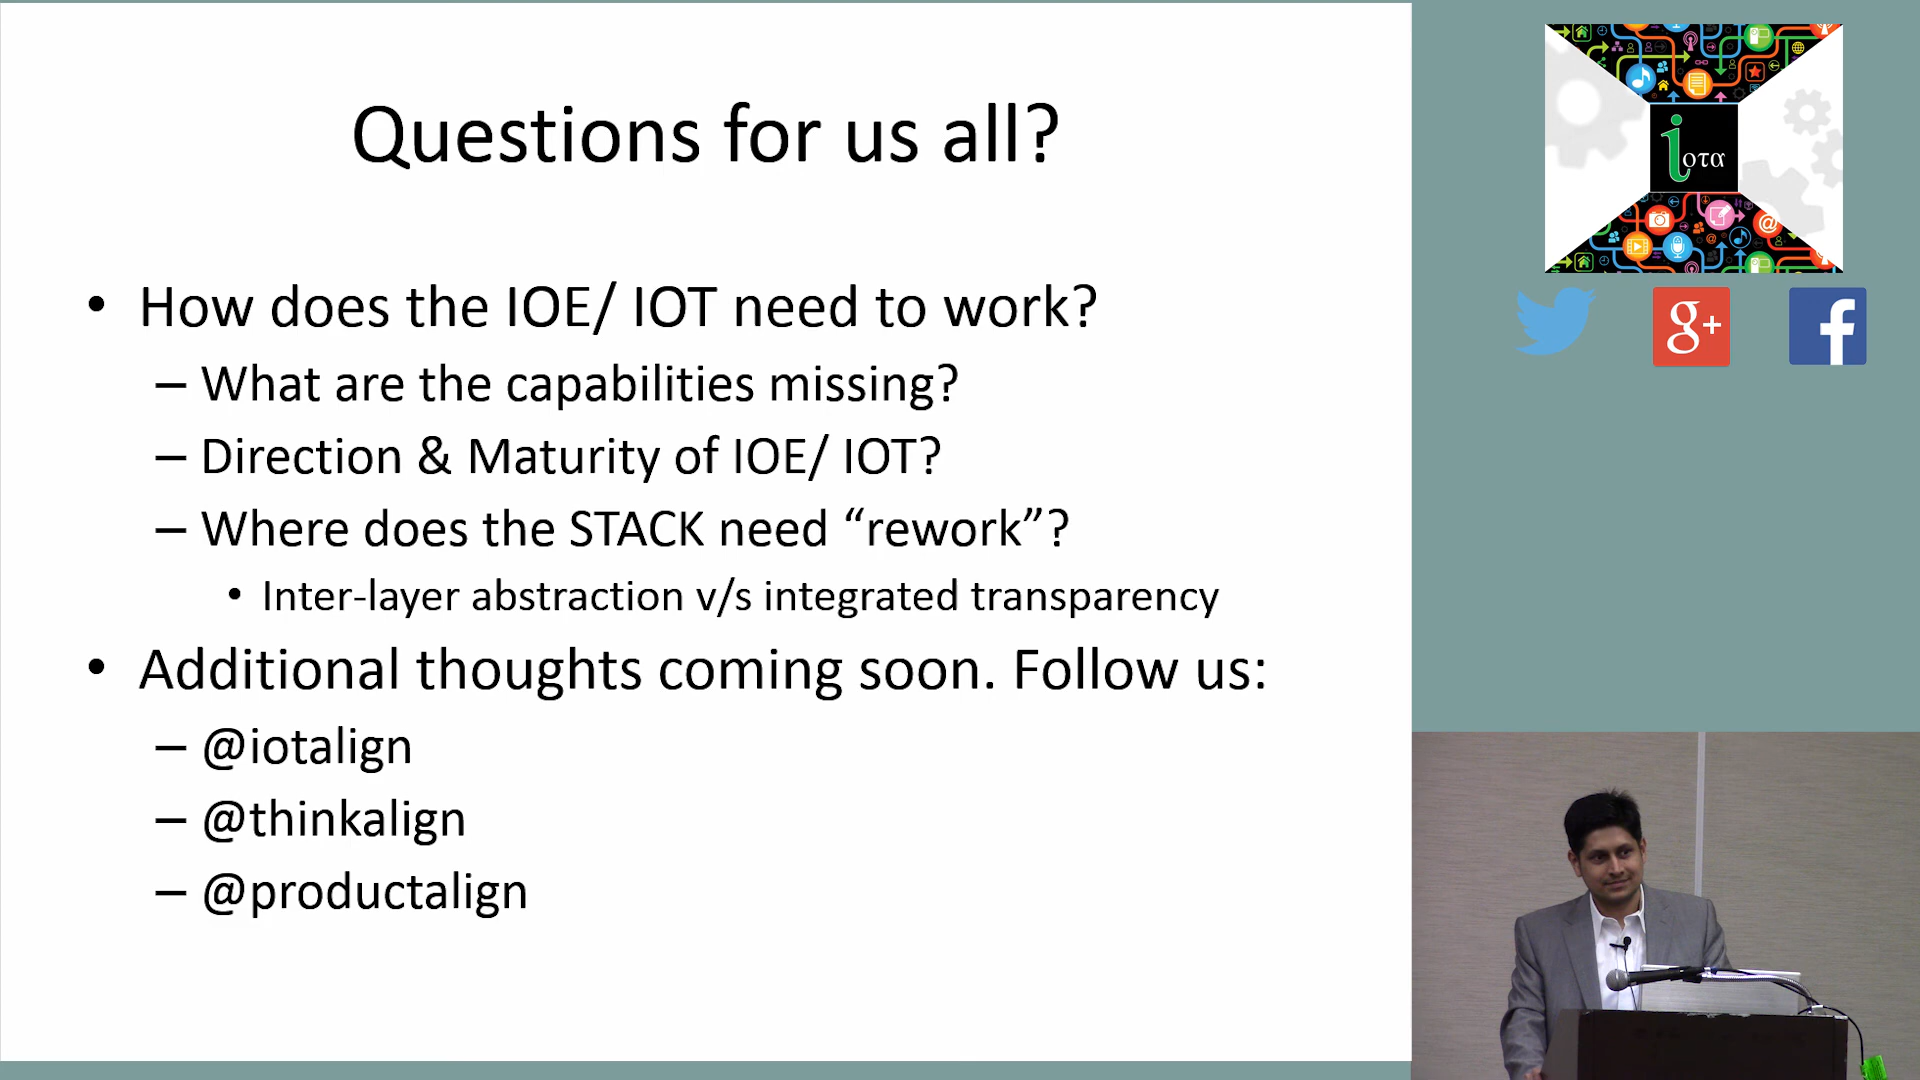 Questions for us all?
• How does the IOE/ IOT need to work?
– What are the capabilities missing?
– Direction & Maturity of IOE/ IOT?
– Where does the STACK need “rework”?
• Inter-layer abstraction v/s integrated transparency
• Additional thoughts coming soon. Follow us:
– @iotalign
– @thinkalign
– @productalign
iοτα
g+
f